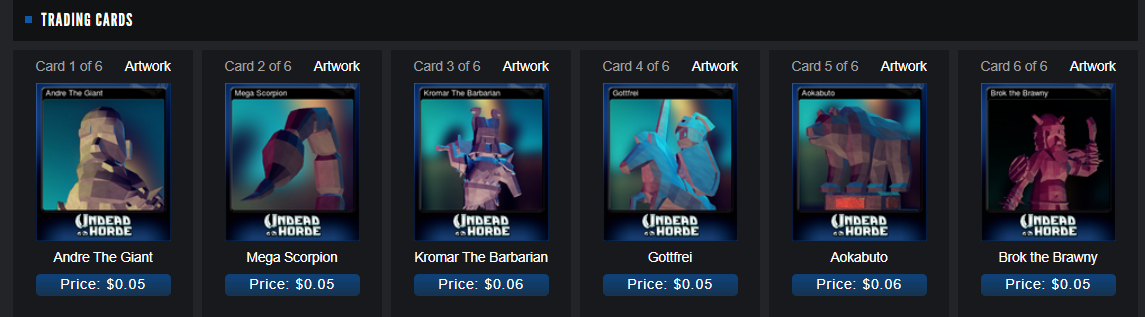 TRADING CARDS
Card 1 of 6 Artwork
Andre The Giant
UNDEAD
HORDE
Andre The Giant
Price: $0.05
Card 2 of 6 Artwork
Mega Scorpion
UNDEAD
HORDE
Mega Scorpion
Price: $0.05
Card 3 of 6 Artwork
Kromar The Barbarian
UNDEAD
HORDE
Kromar The Barbarian
Price: $0.06
Card 4 of 6 Artwork
Gottfrei
UNDEAD
HORDE
Gottfrei
Price: $0.05
Card 5 of 6 Artwork
Aokabuto
UNDEAD
HORDE
Aokabuto
Price: $0.06
Card 6 of 6 Artwork
Brok the Brawny
UNDEAD
HORDE
Brok the Brawny
Price: $0.05